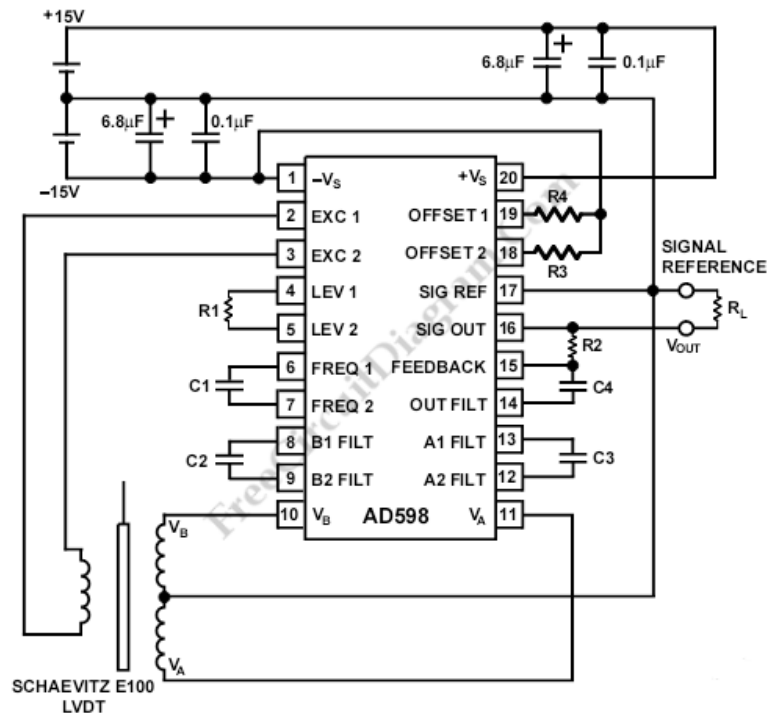 +15V
6.8µF
+
0.1µF
6.8µF
+
0.1µF
−15V
1
−VS
+VS
20
2
EXC 1
OFFSET 1
19
R4
3
EXC 2
OFFSET 2
18
R3
SIGNAL
REFERENCE
4
LEV 1
SIG REF
17
R1
RL
5
LEV 2
SIG OUT
16
VOUT
R2
6
FREQ 1
FEEDBACK
15
C1
C4
7
FREQ 2
OUT FILT
14
8
B1 FILT
A1 FILT
13
C2
C3
9
B2 FILT
A2 FILT
12
10
VB
AD598
VA
11
VB
VA
SCHAEVITZ E100
LVDT
FreeCircuitDiagram.Com